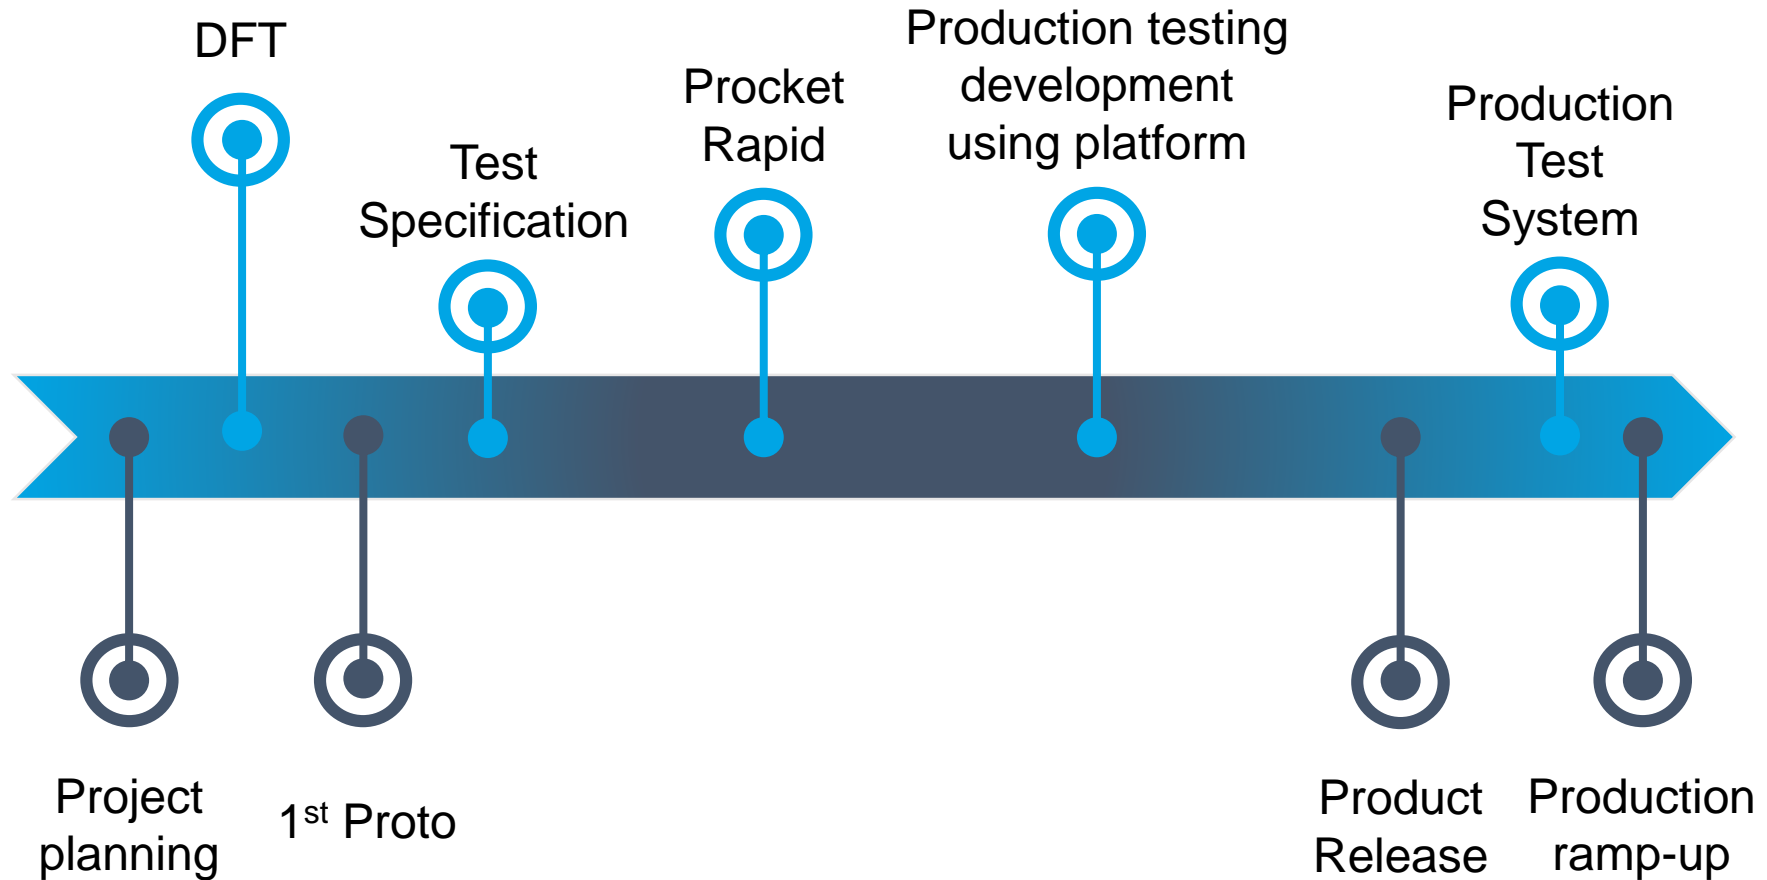 DFT
Test
Specification
Procket
Rapid
Production testing
development
using platform
Production
Test
System
Project
planning
1st Proto
Product
Release
Production
ramp-up